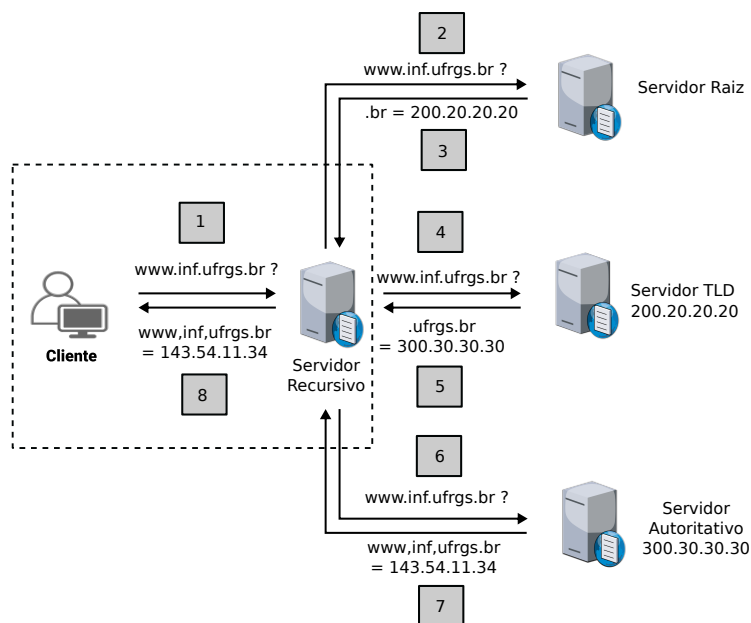 2
www.inf.ufrgs.br ?
.br = 200.20.20.20
3
Servidor Raiz
1
www.inf.ufrgs.br ?
www,inf,ufrgs.br
= 143.54.11.34
8
Cliente
Servidor
Recursivo
4
www.inf.ufrgs.br ?
.ufrgs.br
= 300.30.30.30
5
Servidor TLD
200.20.20.20
6
www.inf.ufrgs.br ?
www,inf,ufrgs.br
= 143.54.11.34
7
Servidor
Autoritativo
300.30.30.30